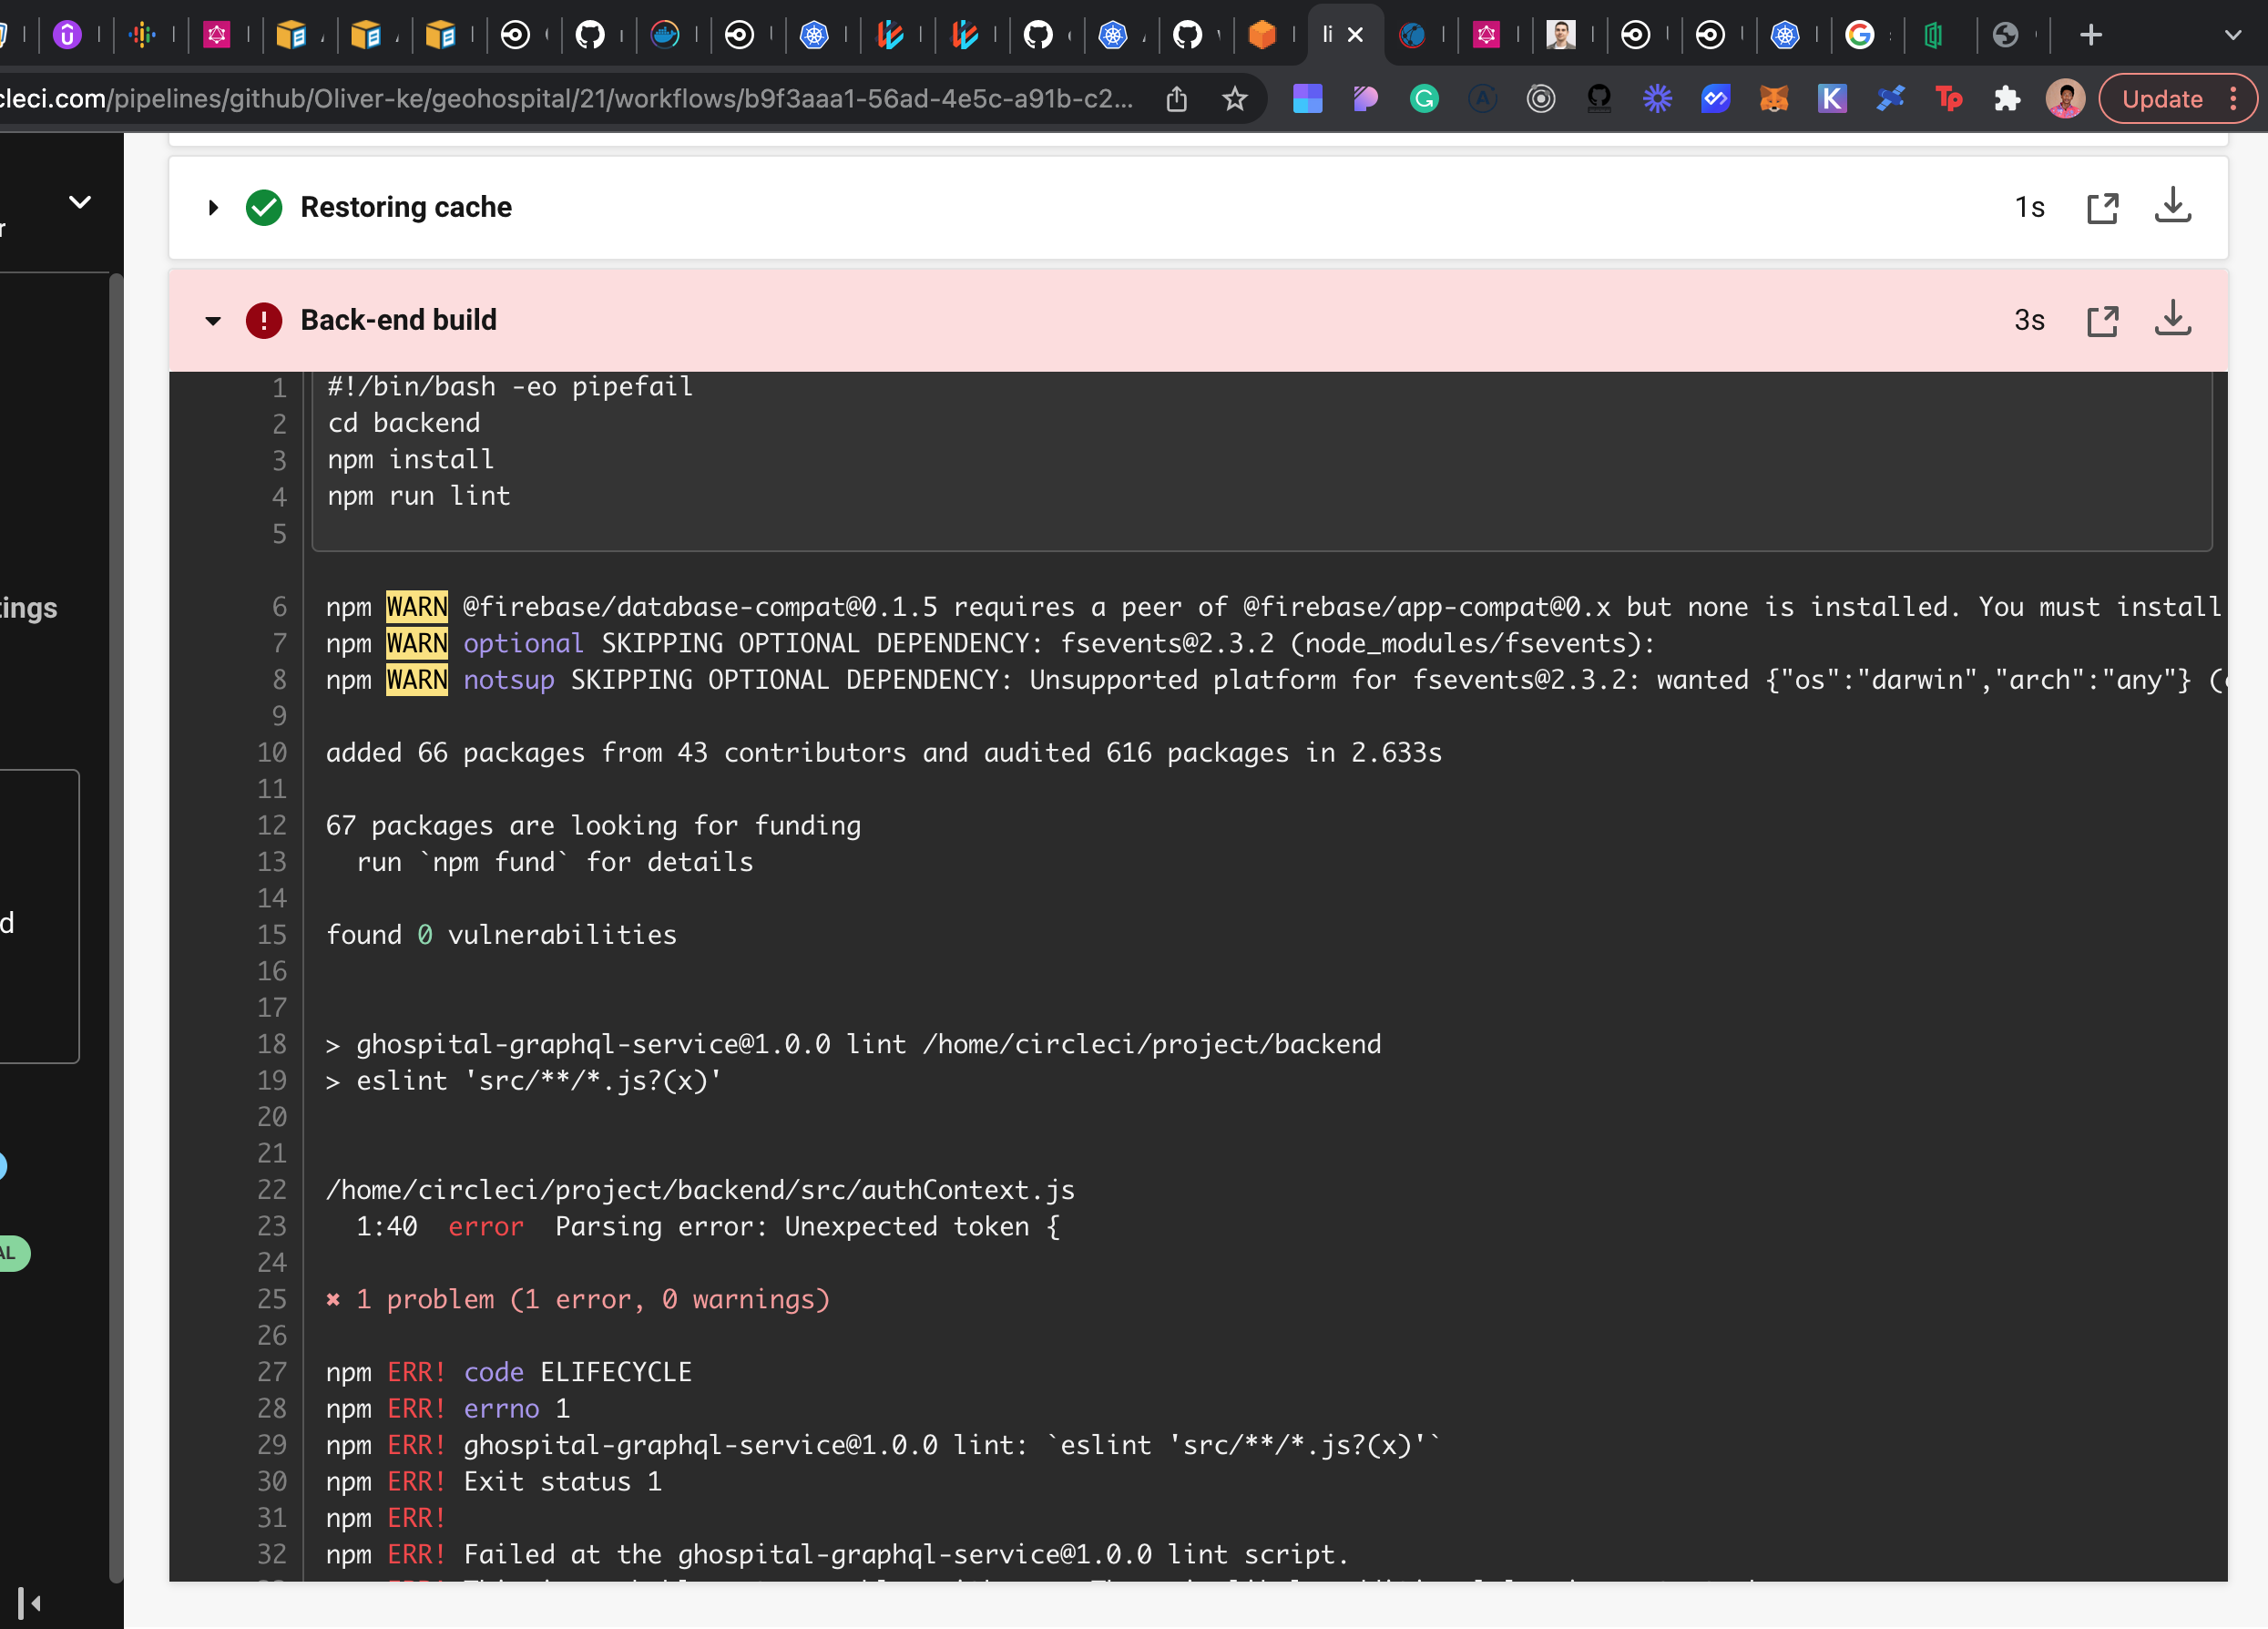 li
Update
cleci.com/pipelines/github/Oliver-ke/geohospital/21/workflows/b9f3aaa1-56ad-4e5c-a91b-c2...
r
Restoring cache
1s
Back-end build
3s
1 #!/bin/bash -eo pipefail
2 cd backend
3 npm install
4 npm run lint
5
tings
6 npm WARN @firebase/database-compat@0.1.5 requires a peer of @firebase/app-compat@0.x but none is installed. You must install
7 npm WARN optional SKIPPING OPTIONAL DEPENDENCY: fsevents@2.3.2 (node_modules/fsevents):
8 npm WARN notsup SKIPPING OPTIONAL DEPENDENCY: Unsupported platform for fsevents@2.3.2: wanted {"os":"darwin","arch":"any"} (
9
10 added 66 packages from 43 contributors and audited 616 packages in 2.633s
11
12 67 packages are looking for funding
13 run `npm fund` for details
14
d
15 found 0 vulnerabilities
16
17
18 > ghospital-graphql-service@1.0.0 lint /home/circleci/project/backend
19 > eslint 'src/**/*.js?(x)'
20
21
22 /home/circleci/project/backend/src/authContext.js
23 1:40 error Parsing error: Unexpected token {
AL
24
25 ✖ 1 problem (1 error, 0 warnings)
26
27 npm ERR! code ELIFECYCLE
28 npm ERR! errno 1
29 npm ERR! ghospital-graphql-service@1.0.0 lint: `eslint 'src/**/*.js?(x)'`
30 npm ERR! Exit status 1
31 npm ERR!
32 npm ERR! Failed at the ghospital-graphql-service@1.0.0 lint script.